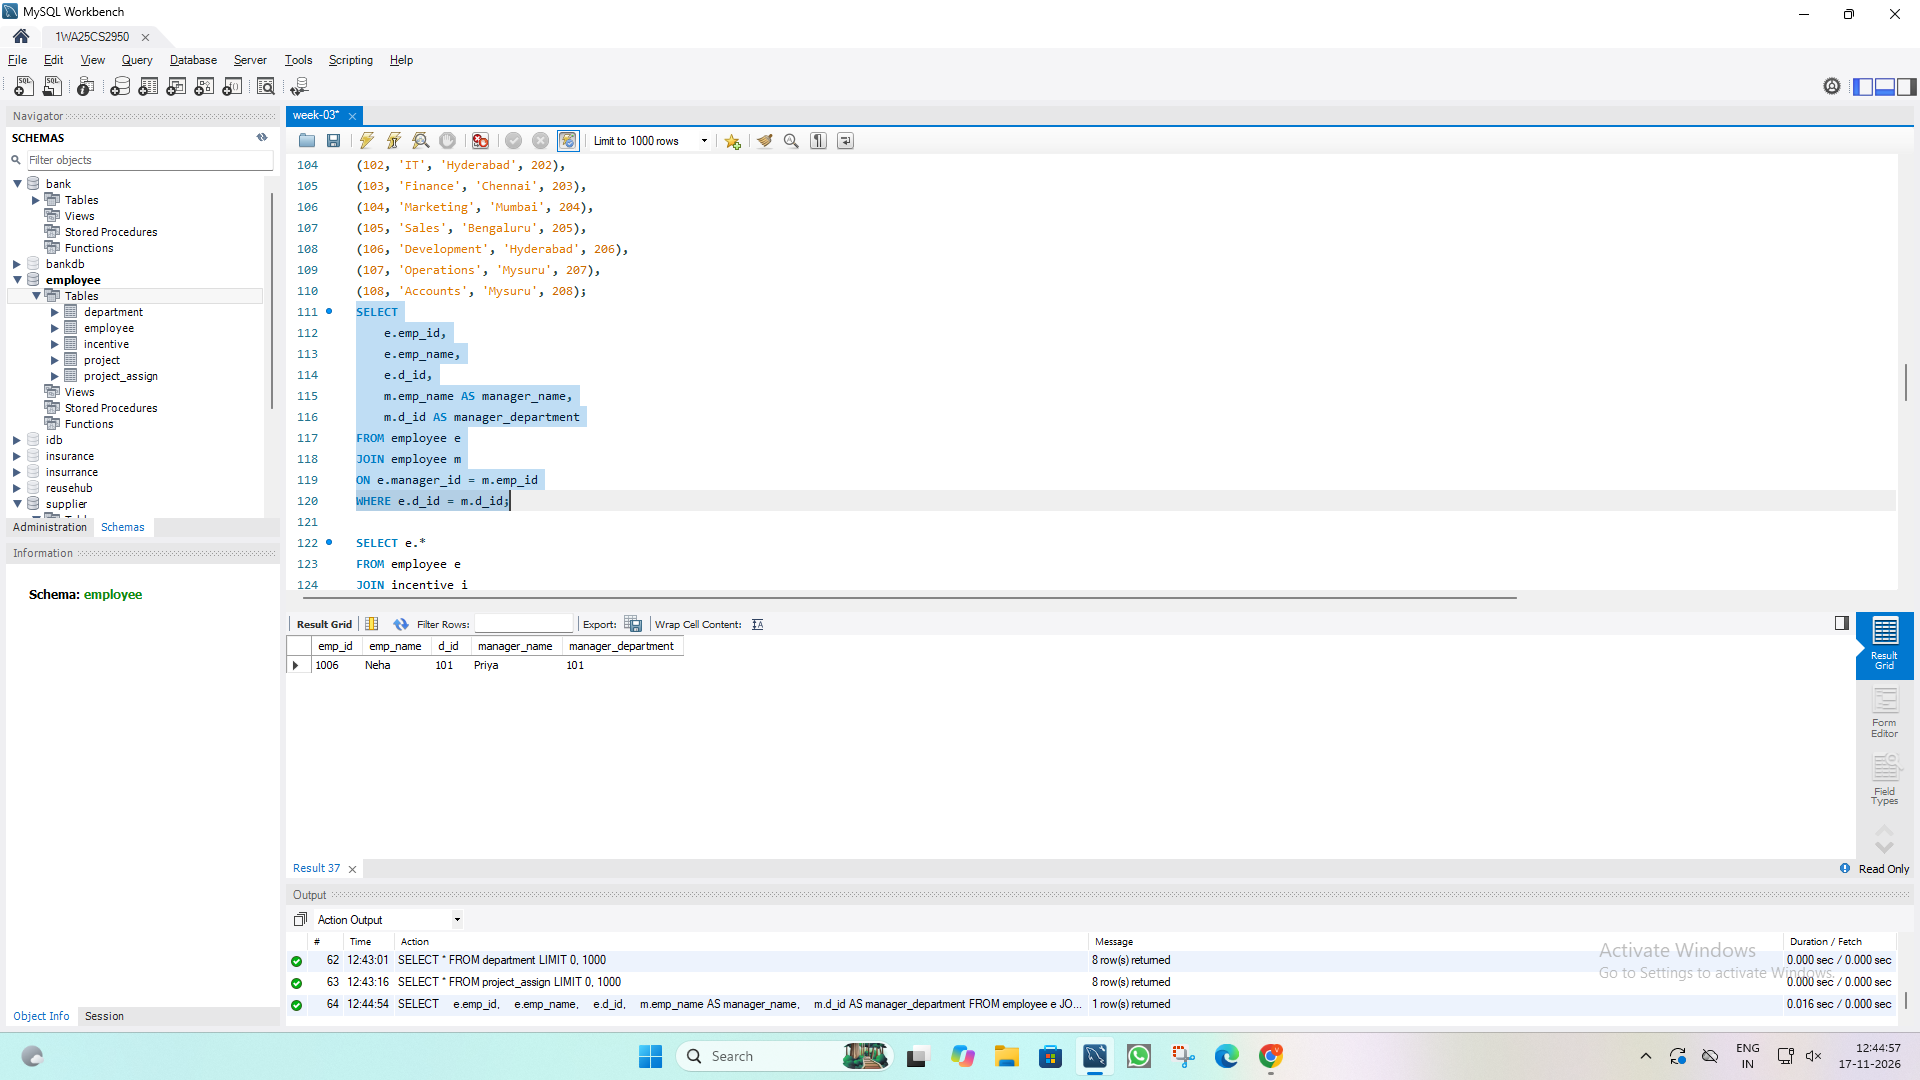 MySQL Workbench
1WA25CS2950
File Edit View Query Database Server Tools Scripting Help
Navigator
SCHEMAS
Filter objects
bank
Tables
Views
Stored Procedures
Functions
bankdb
employee
Tables
department
employee
incentive
project
project_assign
Views
Stored Procedures
Functions
idb
insurance
insurrance
reusehub
supplier
Administration Schemas
Information
Schema: employee
Object Info Session
week-03*
Limit to 1000 rows
104 (102, 'IT', 'Hyderabad', 202),
105 (103, 'Finance', 'Chennai', 203),
106 (104, 'Marketing', 'Mumbai', 204),
107 (105, 'Sales', 'Bengaluru', 205),
108 (106, 'Development', 'Hyderabad', 206),
109 (107, 'Operations', 'Mysuru', 207),
110 (108, 'Accounts', 'Mysuru', 208);
111 SELECT
112 e.emp_id,
113 e.emp_name,
114 e.d_id,
115 m.emp_name AS manager_name,
116 m.d_id AS manager_department
117 FROM employee e
118 JOIN employee m
119 ON e.manager_id = m.emp_id
120 WHERE e.d_id = m.d_id;
121
122 SELECT e.*
123 FROM employee e
124 JOIN incentive i
Result Grid Filter Rows: Export: Wrap Cell Content:
emp_id emp_name d_id manager_name manager_department
1006 Neha 101 Priya 101
Result Grid
Form Editor
Field Types
Result 37
Read Only
Output
Action Output
# Time Action Message Duration / Fetch
62 12:43:01 SELECT * FROM department LIMIT 0, 1000 8 row(s) returned 0.000 sec / 0.000 sec
63 12:43:16 SELECT * FROM project_assign LIMIT 0, 1000 8 row(s) returned 0.000 sec / 0.000 sec
64 12:44:54 SELECT e.emp_id, e.emp_name, e.d_id, m.emp_name AS manager_name, m.d_id AS manager_department FROM employee e JO... 1 row(s) returned 0.016 sec / 0.000 sec
Activate Windows
Go to Settings to activate Windows.
Search
ENG
IN
12:44:57
17-11-2026